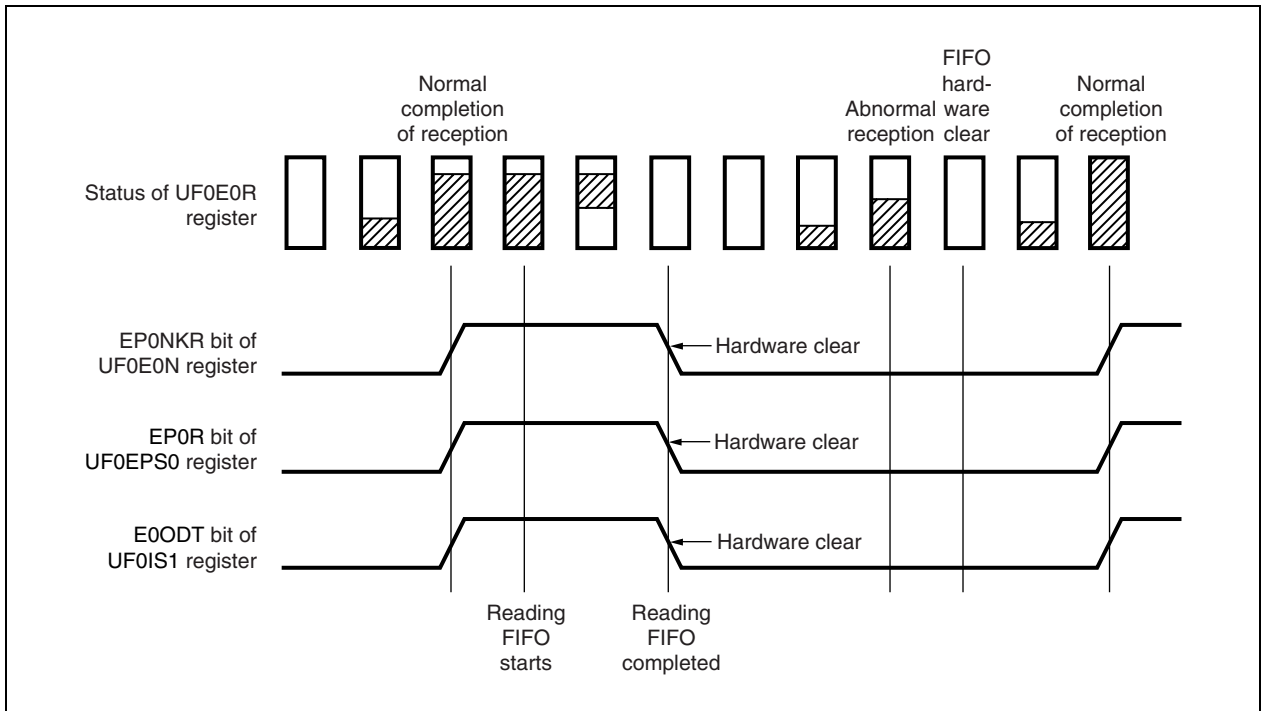 Normal
completion
of reception
Abnormal
reception
FIFO
hard-
ware
clear
Normal
completion
of reception
Status of UF0E0R
register
EP0NKR bit of
UF0E0N register
Hardware clear
EP0R bit of
UF0EPS0 register
Hardware clear
E0ODT bit of
UF0IS1 register
Hardware clear
Reading
FIFO
starts
Reading
FIFO
completed